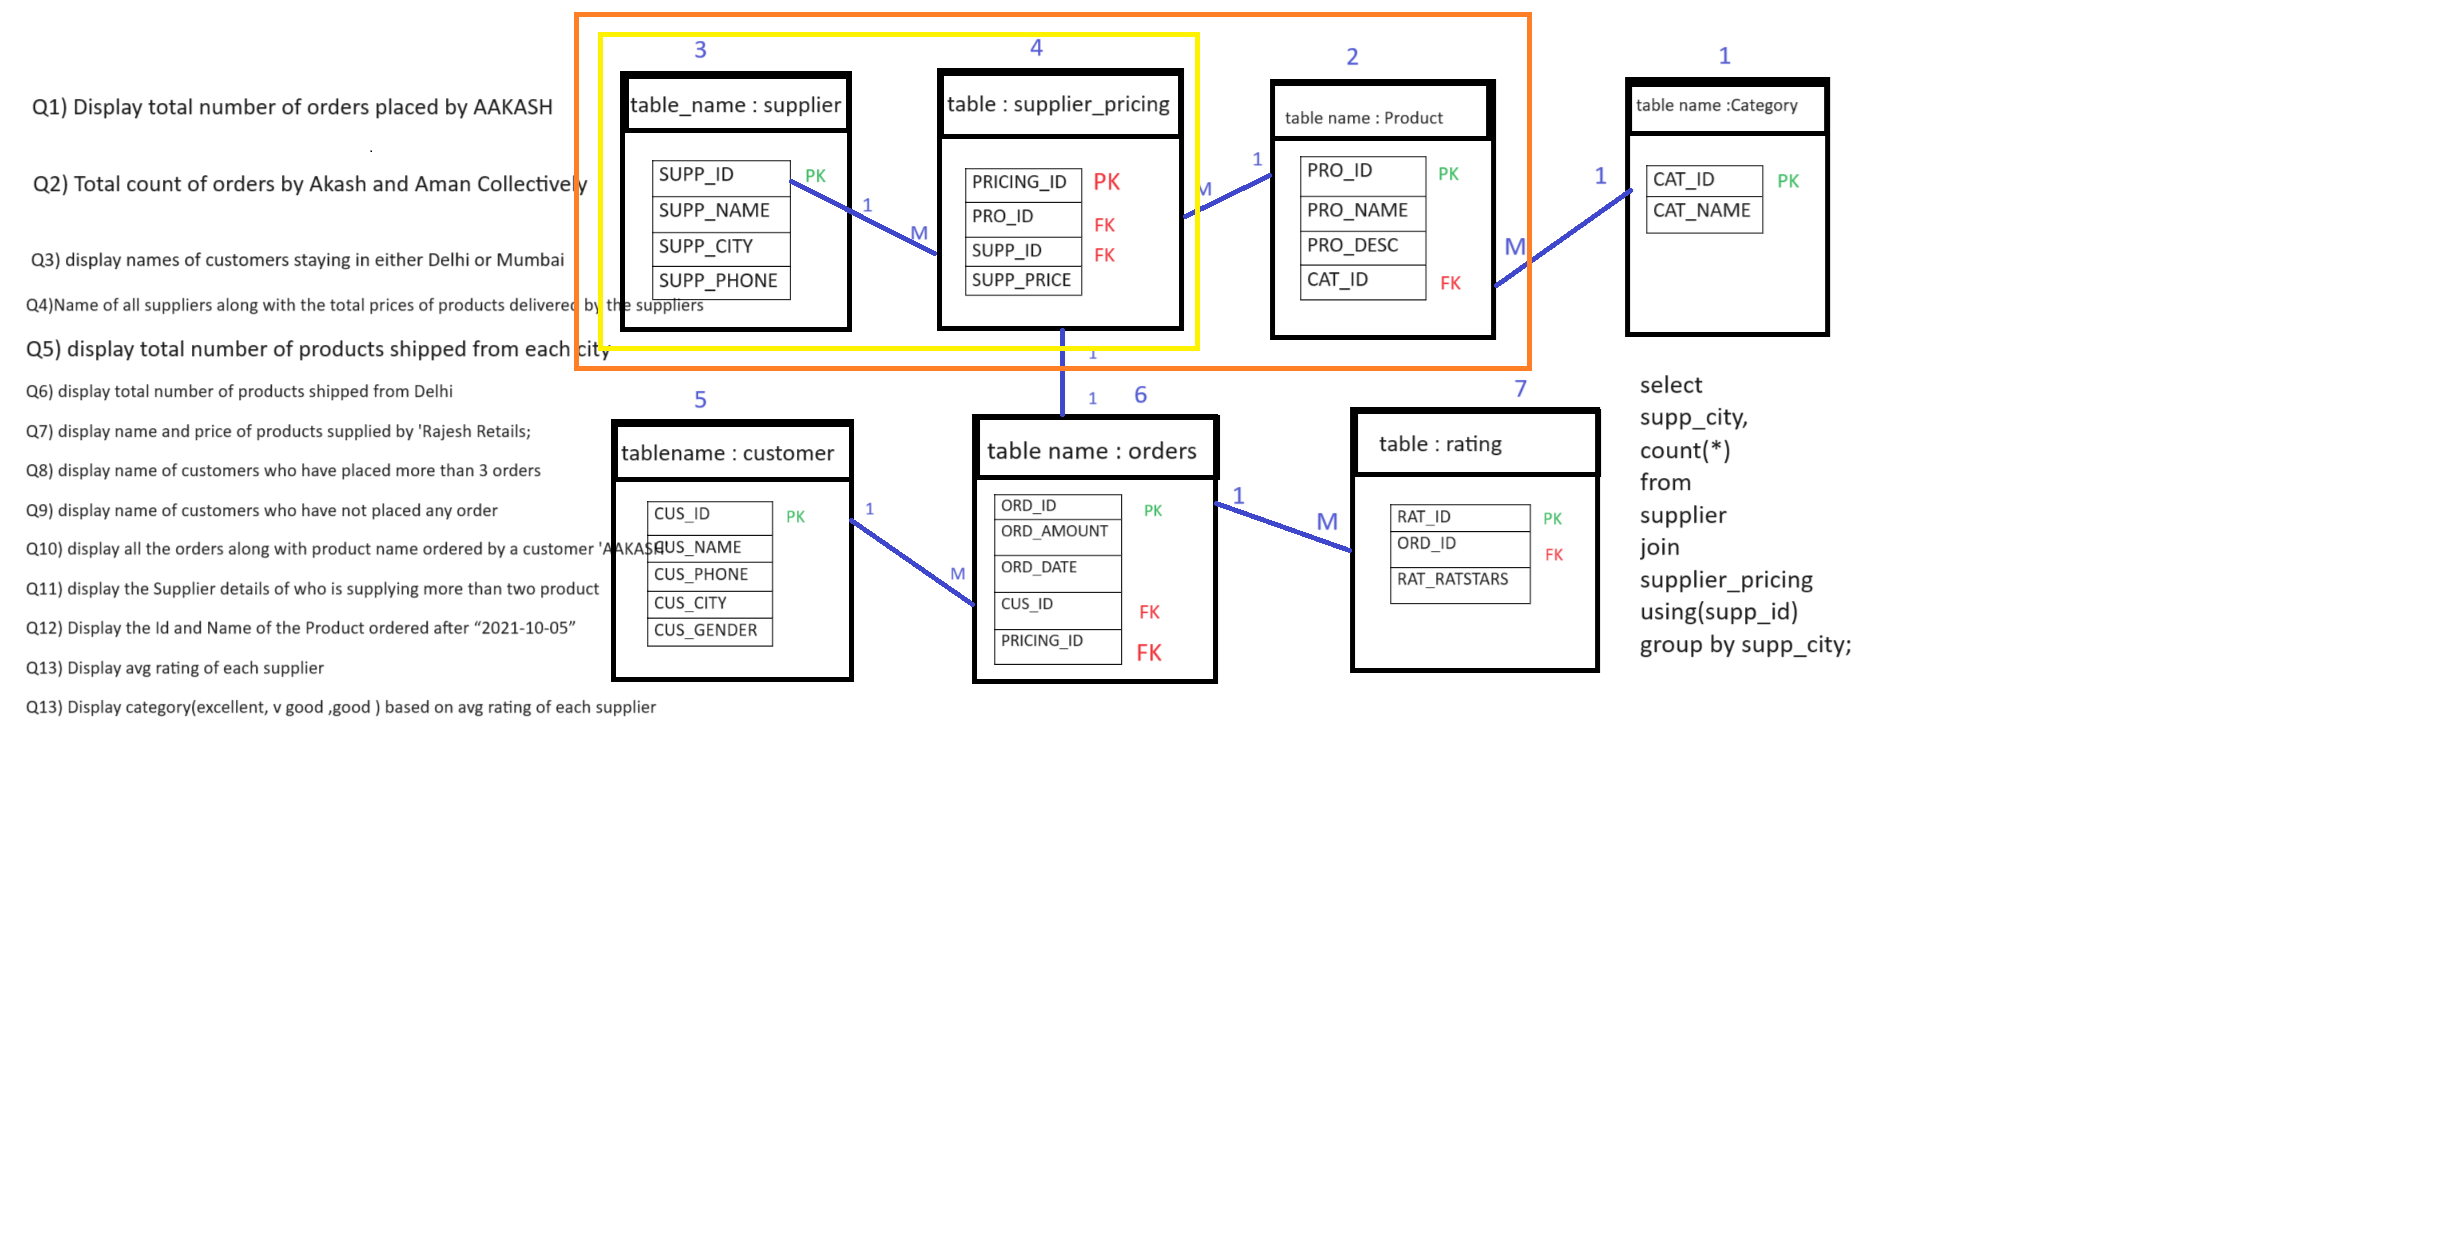 Q1) Display total number of orders placed by AAKASH
.
Q2) Total count of orders by Akash and Aman Collectively
Q3) display names of customers staying in either Delhi or Mumbai
Q4)Name of all suppliers along with the total prices of products delivered by the suppliers
Q5) display total number of products shipped from each city
Q6) display total number of products shipped from Delhi
Q7) display name and price of products supplied by 'Rajesh Retails;
Q8) display name of customers who have placed more than 3 orders
Q9) display name of customers who have not placed any order
Q10) display all the orders along with product name ordered by a customer 'AAKASH
Q11) display the Supplier details of who is supplying more than two product
Q12) Display the Id and Name of the Product ordered after “2021-10-05”
Q13) Display avg rating of each supplier
Q13) Display category(excellent, v good ,good ) based on avg rating of each supplier
3
table_name : supplier
SUPP_ID PK
SUPP_NAME
SUPP_CITY
SUPP_PHONE
1
M
4
table : supplier_pricing
PRICING_ID PK
PRO_ID FK
SUPP_ID FK
SUPP_PRICE
M
1
2
table name : Product
PRO_ID PK
PRO_NAME
PRO_DESC
CAT_ID FK
M
1
1
table name :Category
CAT_ID PK
CAT_NAME
1
1
5
tablename : customer
CUS_ID PK
CUS_NAME
CUS_PHONE
CUS_CITY
CUS_GENDER
1
M
6
table name : orders
ORD_ID PK
ORD_AMOUNT
ORD_DATE
CUS_ID FK
PRICING_ID FK
1
M
7
table : rating
RAT_ID PK
ORD_ID FK
RAT_RATSTARS
select
supp_city,
count(*)
from
supplier
join
supplier_pricing
using(supp_id)
group by supp_city;